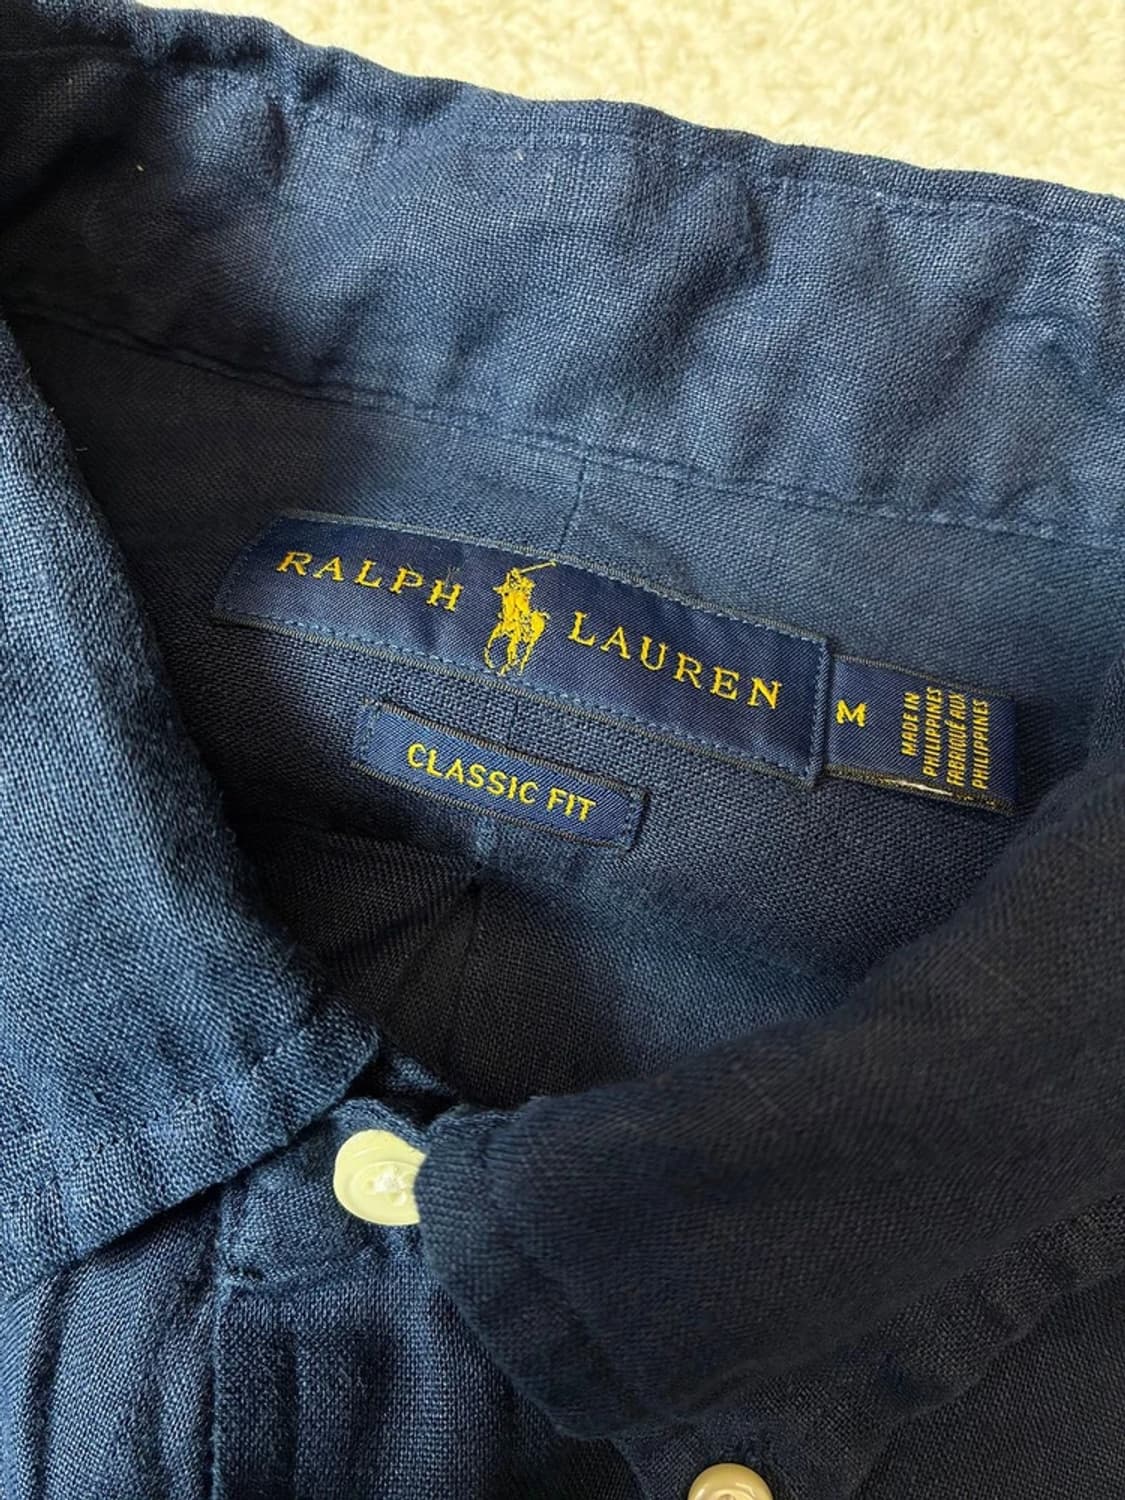 RALPH LAUREN
M
MADE IN
PHILIPPINES
FABRIQUÉ AUX
PHILIPPINES
CLASSIC FIT